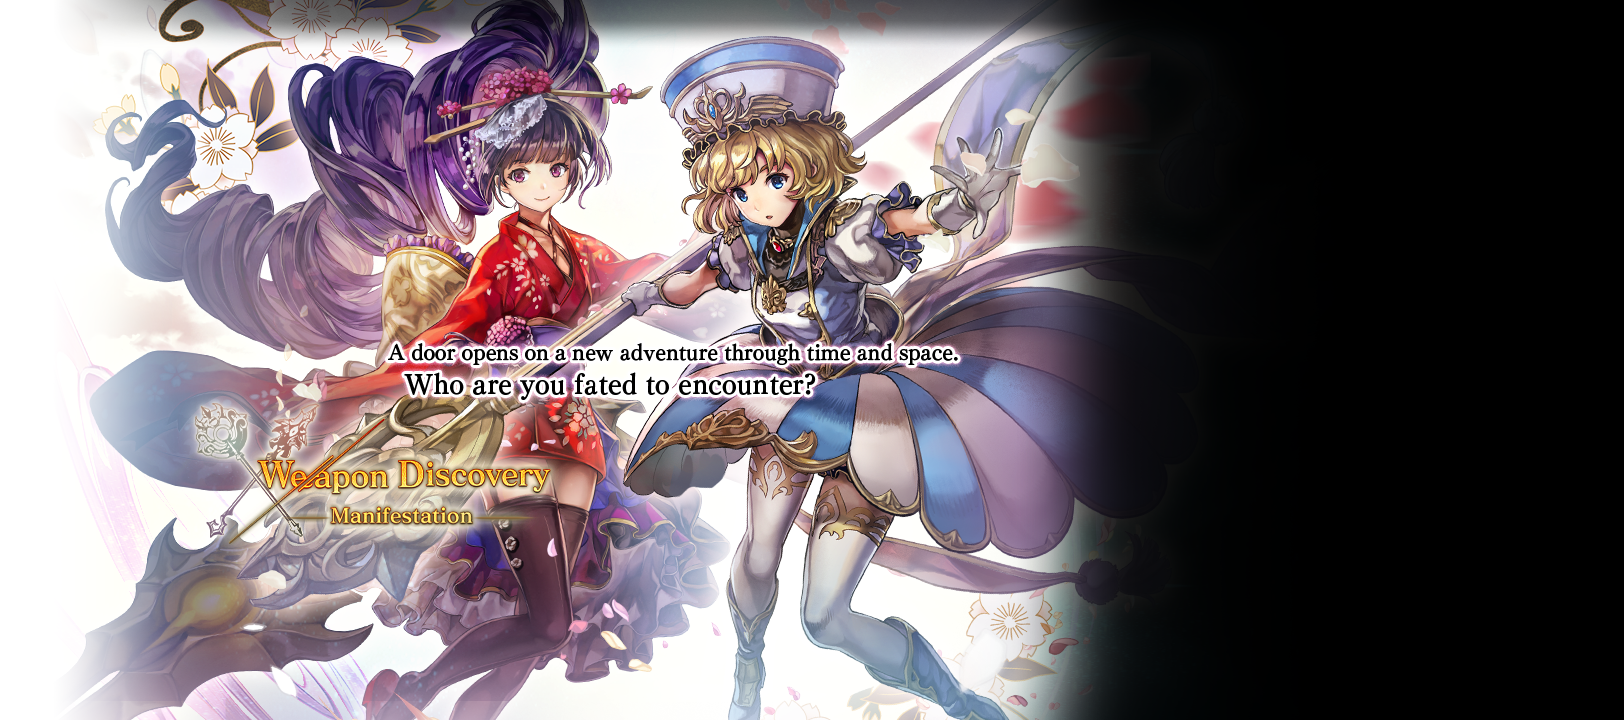 A door opens on a new adventure through time and space.
Who are you fated to encounter?
Weapon Discovery
Manifestation